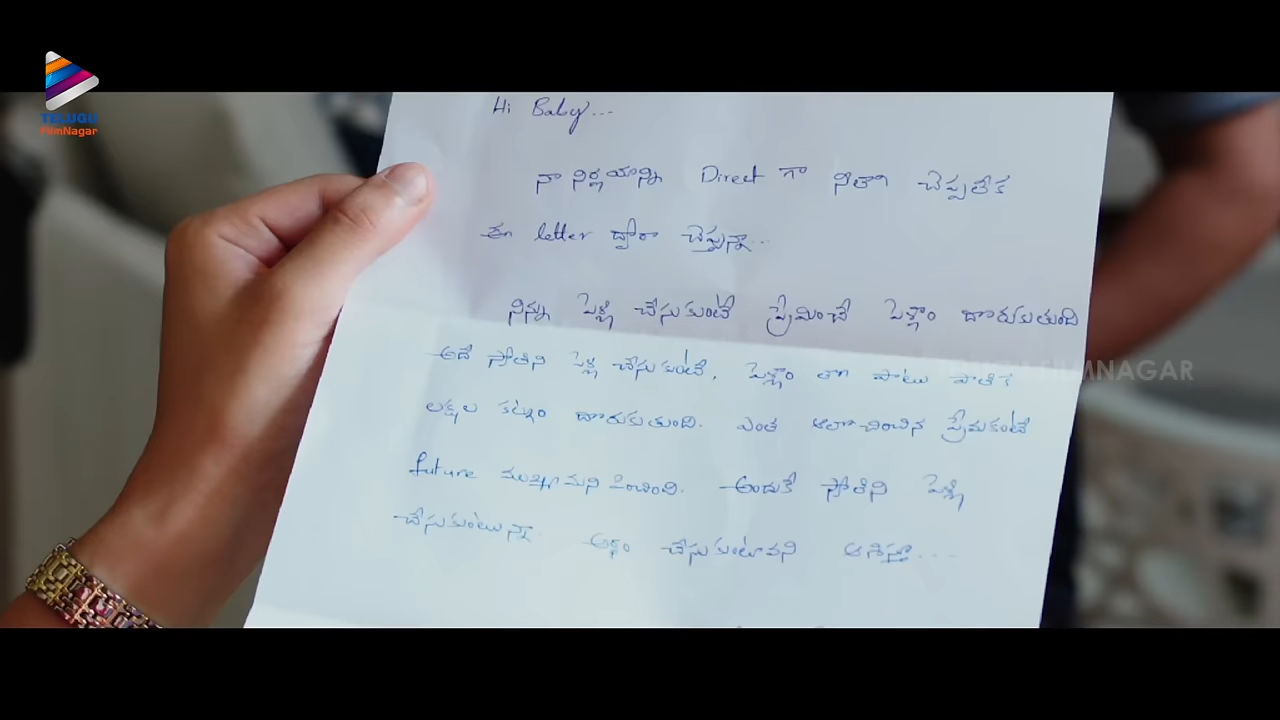 TELUGU
FilmNagar
Hi Baby...
నా నిర్ణయాన్ని Direct గా నీతో చెప్పలేక
ఈ letter ద్వారా చెప్తున్నా...
నిన్ను పెళ్లి చేసుకుంటే ప్రేమించే పెళ్లాం దొరుకుతుంది
అదే స్వాతిని పెళ్లి చేసుకుంటే, పెళ్లాం తో పాటు పాతిక
లక్షల కట్నం దొరుకుతుంది. ఎంత ఆలోచించిన ప్రేమకంటే
future ముఖ్యమనిపించింది. అందుకే స్వాతిని పెళ్లి
చేసుకుంటున్నా. అర్థం చేసుకుంటావని ఆశిస్తూ....